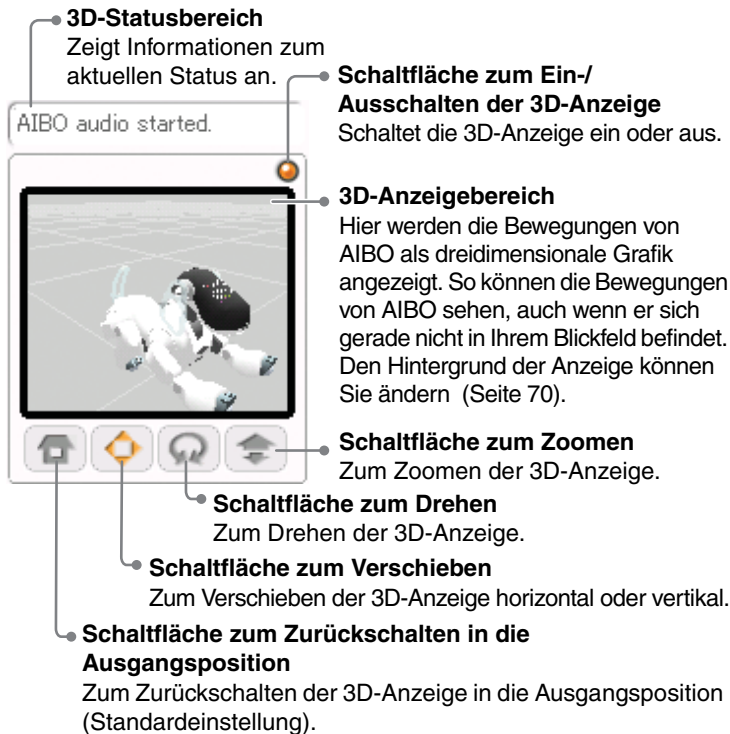 3D-Statusbereich
Zeigt Informationen zum
aktuellen Status an.
AIBO audio started.
Schaltfläche zum Ein-/
Ausschalten der 3D-Anzeige
Schaltet die 3D-Anzeige ein oder aus.
3D-Anzeigebereich
Hier werden die Bewegungen von
AIBO als dreidimensionale Grafik
angezeigt. So können die Bewegungen
von AIBO sehen, auch wenn er sich
gerade nicht in Ihrem Blickfeld befindet.
Den Hintergrund der Anzeige können
Sie ändern (Seite 70).
Schaltfläche zum Zoomen
Zum Zoomen der 3D-Anzeige.
Schaltfläche zum Drehen
Zum Drehen der 3D-Anzeige.
Schaltfläche zum Verschieben
Zum Verschieben der 3D-Anzeige horizontal oder vertikal.
Schaltfläche zum Zurückschalten in die
Ausgangsposition
Zum Zurückschalten der 3D-Anzeige in die Ausgangsposition
(Standardeinstellung).